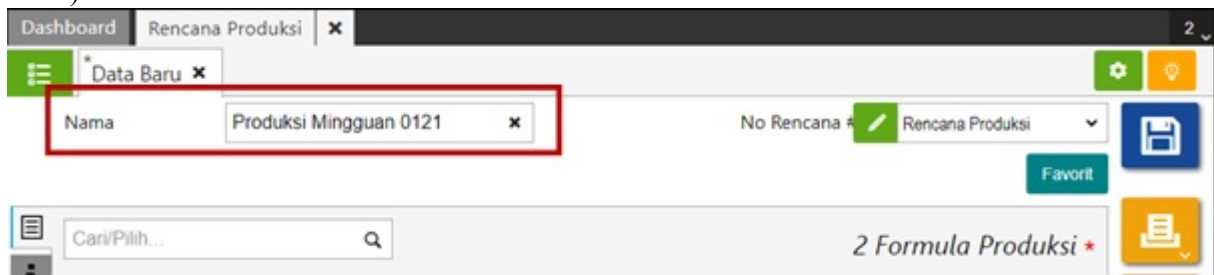 Dashboard Rencana Produksi 2
*Data Baru
Nama Produksi Mingguan 0121 No Rencana # Rencana Produksi
Favorit
Cari/Pilih... 2 Formula Produksi *